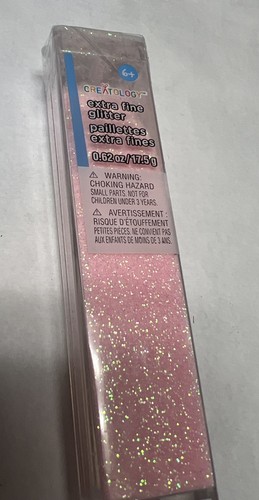 6+
CREATOLOGY
extra fine
glitter
paillettes
extra fines
0.62 oz/17.5 g
⚠ WARNING:
CHOKING HAZARD
SMALL PARTS. NOT FOR
CHILDREN UNDER 3 YEARS.
⚠ AVERTISSEMENT :
RISQUE D'ÉTOUFFEMENT
PETITES PIÈCES. NE CONVIENT PAS
AUX ENFANTS DE MOINS DE 3 ANS.